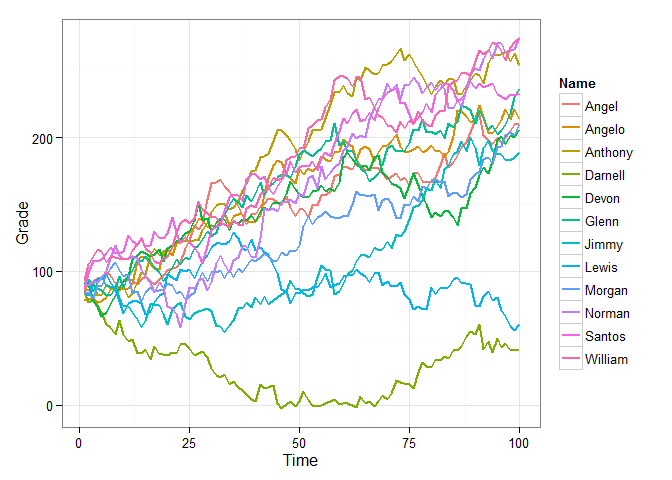 Grade
200
100
0
0
25
50
75
100
Time
Name
Angel
Angelo
Anthony
Darnell
Devon
Glenn
Jimmy
Lewis
Morgan
Norman
Santos
William